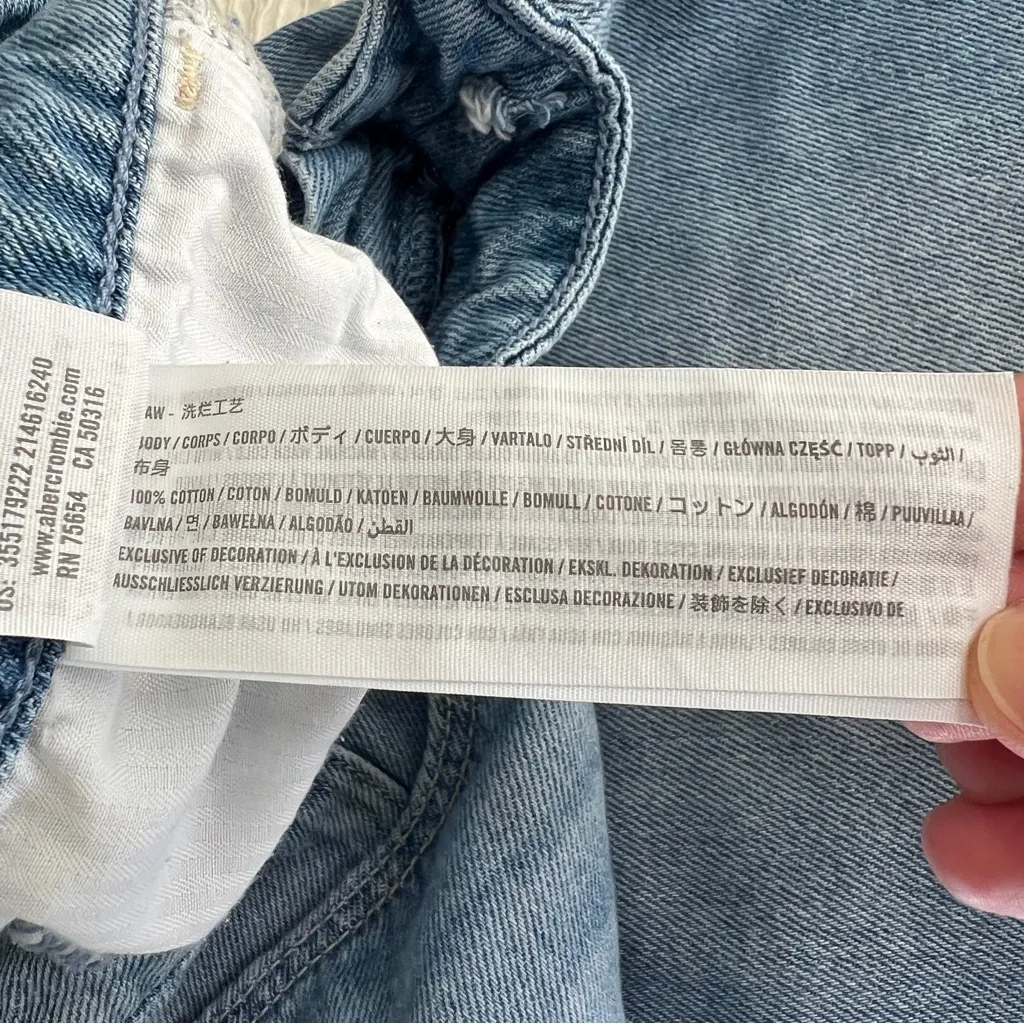 US: 355179222 214616240
www.abercrombie.com
RN 75654 CA 50316
AW - 洗烂工艺
BODY / CORPS / CORPO / ボディ / CUERPO / 大身 / VARTALO / STŘEDNÍ DÍL / 몸통 / GŁÓWNA CZĘŚĆ / TOPP / الثوب /
布身
100% COTTON / COTON / BOMULD / KATOEN / BAUMWOLLE / BOMULL / COTONE / コットン / ALGODÓN / 棉 / PUUVILLAA /
BAVLNA / 면 / BAWEŁNA / ALGODÃO / القطن
EXCLUSIVE OF DECORATION / À L'EXCLUSION DE LA DÉCORATION / EKSKL. DEKORATION / EXCLUSIEF DECORATIE /
AUSSCHLIESSLICH VERZIERUNG / UTOM DEKORATIONEN / ESCLUSA DECORAZIONE / 装飾を除く / EXCLUSIVO DE